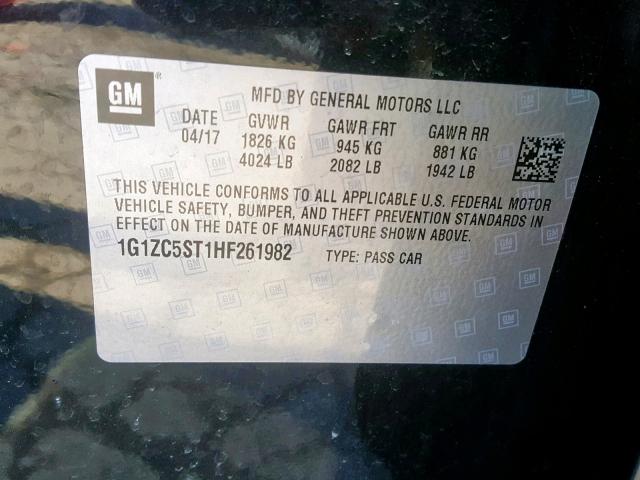 GM
MFD BY GENERAL MOTORS LLC
DATE GVWR GAWR FRT GAWR RR
04/17 1826 KG 945 KG 881 KG
4024 LB 2082 LB 1942 LB
THIS VEHICLE CONFORMS TO ALL APPLICABLE U.S. FEDERAL MOTOR
VEHICLE SAFETY, BUMPER, AND THEFT PREVENTION STANDARDS IN
EFFECT ON THE DATE OF MANUFACTURE SHOWN ABOVE.
1G1ZC5ST1HF261982 TYPE: PASS CAR